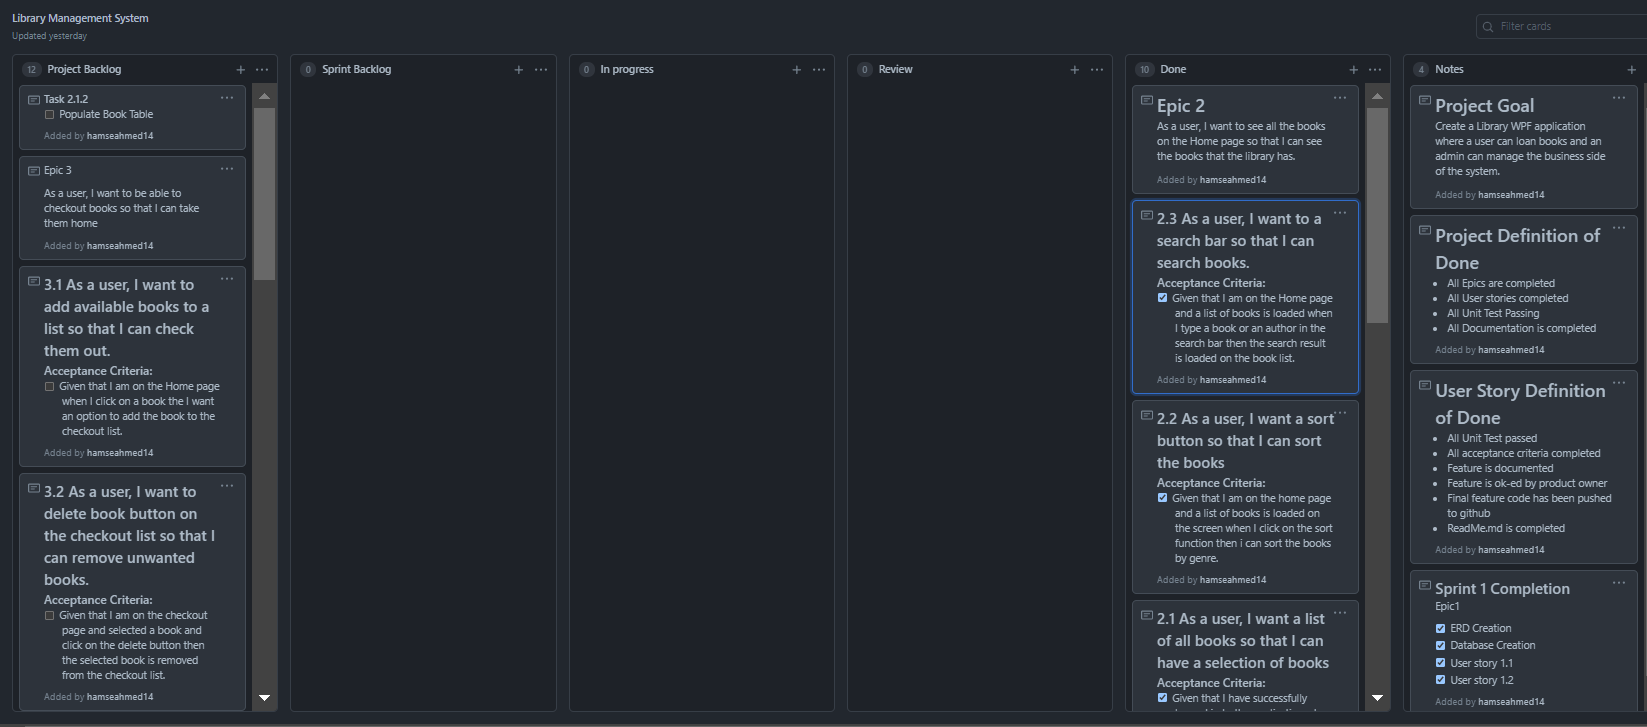 Library Management System
Updated yesterday
Filter cards
12 Project Backlog
Task 2.1.2
Populate Book Table
Added by hamseahmed14
Epic 3
As a user, I want to be able to
checkout books so that I can take
them home
Added by hamseahmed14
3.1 As a user, I want to
add available books to a
list so that I can check
them out.
Acceptance Criteria:
Given that I am on the Home page
when I click on a book the I want
an option to add the book to the
checkout list.
Added by hamseahmed14
3.2 As a user, I want to
delete book button on
the checkout list so that I
can remove unwanted
books.
Acceptance Criteria:
Given that I am on the checkout
page and selected a book and
click on the delete button then
the selected book is removed
from the checkout list.
Added by hamseahmed14
0 Sprint Backlog
0 In progress
0 Review
10 Done
Epic 2
As a user, I want to see all the books
on the Home page so that I can see
the books that the library has.
Added by hamseahmed14
2.3 As a user, I want to a
search bar so that I can
search books.
Acceptance Criteria:
Given that I am on the Home page
and a list of books is loaded when
I type a book or an author in the
search bar then the search result
is loaded on the book list.
Added by hamseahmed14
2.2 As a user, I want a sort
button so that I can sort
the books
Acceptance Criteria:
Given that I am on the home page
and a list of books is loaded on
the screen when I click on the sort
function then i can sort the books
by genre.
Added by hamseahmed14
2.1 As a user, I want a list
of all books so that I can
have a selection of books
Acceptance Criteria:
Given that I have successfully
4 Notes
Project Goal
Create a Library WPF application
where a user can loan books and an
admin can manage the business side
of the system.
Added by hamseahmed14
Project Definition of
Done
All Epics are completed
All User stories completed
All Unit Test Passing
All Documentation is completed
Added by hamseahmed14
User Story Definition
of Done
All Unit Test passed
All acceptance criteria completed
Feature is documented
Feature is ok-ed by product owner
Final feature code has been pushed
to github
ReadMe.md is completed
Added by hamseahmed14
Sprint 1 Completion
Epic1
ERD Creation
Database Creation
User story 1.1
User story 1.2
Added by hamseahmed14